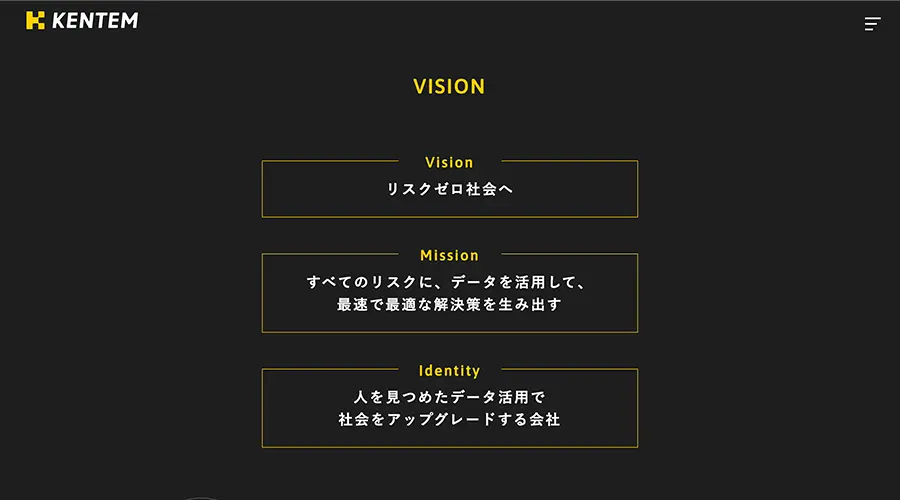 KENTEM
VISION
Vision
リスクゼロ社会へ
Mission
すべてのリスクに、データを活用して、
最速で最適な解決策を生み出す
Identity
人を見つめたデータ活用で
社会をアップグレードする会社